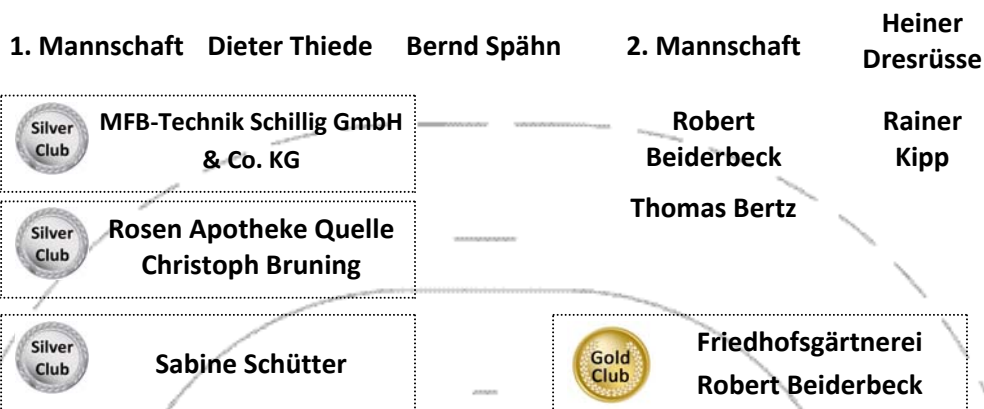 1. Mannschaft Dieter Thiede Bernd Spähn 2. Mannschaft Heiner
Dresrüsse
Silver
Club
MFB-Technik Schillig GmbH
& Co. KG
Robert
Beiderbeck
Rainer
Kipp
Thomas Bertz
Silver
Club
Rosen Apotheke Quelle
Christoph Bruning
Silver
Club
Sabine Schütter
Gold
Club
Friedhofsgärtnerei
Robert Beiderbeck